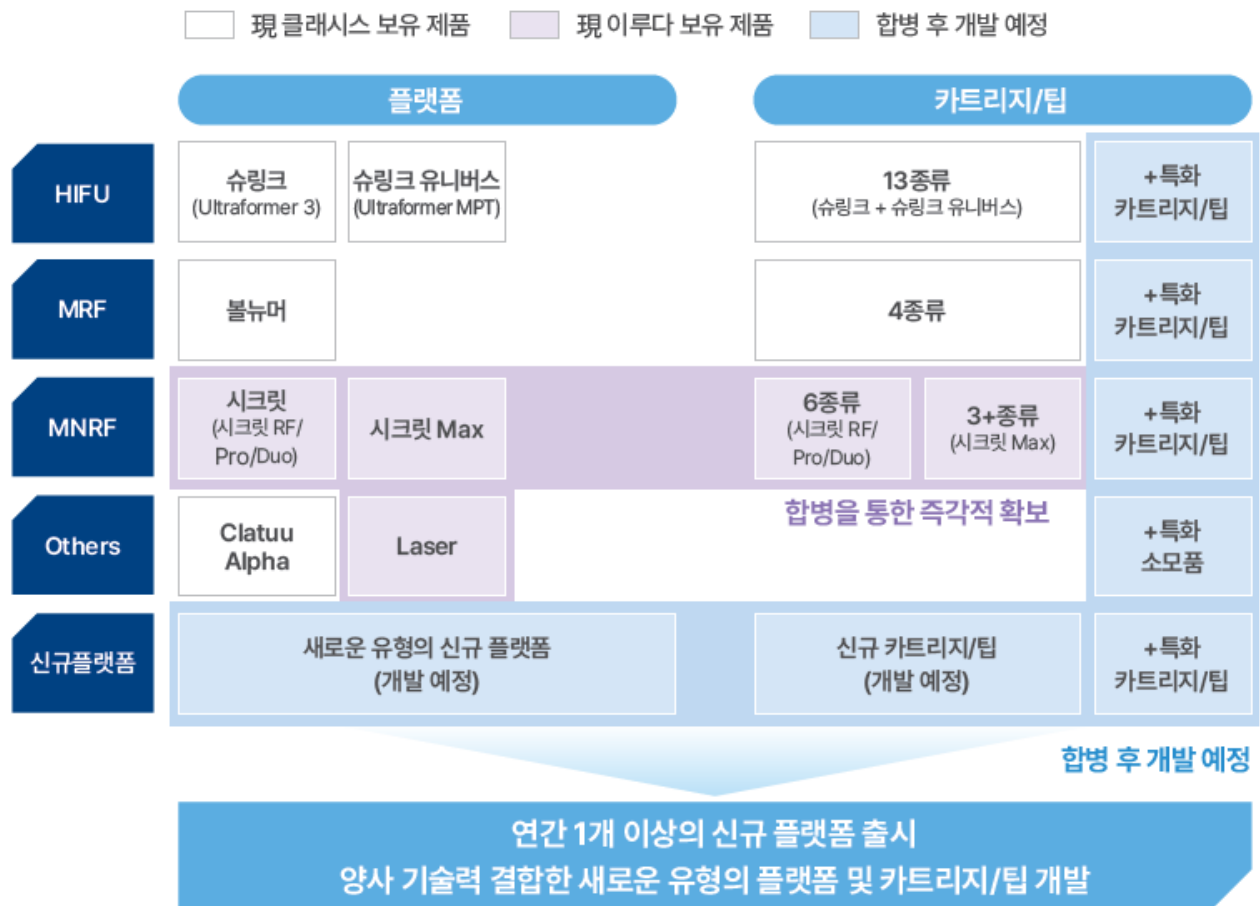 現 클래시스 보유 제품
現 이루다 보유 제품
합병 후 개발 예정
플랫폼
카트리지/팁
HIFU
슈링크
(Ultraformer 3)
슈링크 유니버스
(Ultraformer MPT)
13종류
(슈링크 + 슈링크 유니버스)
+특화
카트리지/팁
MRF
볼뉴머
4종류
+특화
카트리지/팁
MNRF
시크릿
(시크릿 RF/
Pro/Duo)
시크릿 Max
6종류
(시크릿 RF/
Pro/Duo)
3+종류
(시크릿 Max)
+특화
카트리지/팁
합병을 통한 즉각적 확보
Others
Clatuu
Alpha
Laser
+특화
소모품
신규플랫폼
새로운 유형의 신규 플랫폼
(개발 예정)
신규 카트리지/팁
(개발 예정)
+특화
카트리지/팁
합병 후 개발 예정
연간 1개 이상의 신규 플랫폼 출시
양사 기술력 결합한 새로운 유형의 플랫폼 및 카트리지/팁 개발